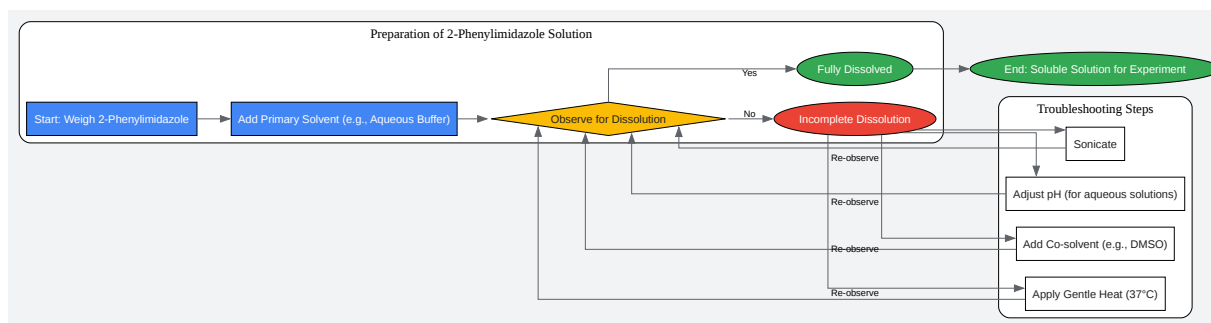 Preparation of 2-Phenylimidazole Solution
Start: Weigh 2-Phenylimidazole
Add Primary Solvent (e.g., Aqueous Buffer)
Observe for Dissolution
Yes
No
Fully Dissolved
Incomplete Dissolution
End: Soluble Solution for Experiment
Troubleshooting Steps
Sonicate
Re-observe
Adjust pH (for aqueous solutions)
Re-observe
Add Co-solvent (e.g., DMSO)
Re-observe
Apply Gentle Heat (37°C)
Re-observe